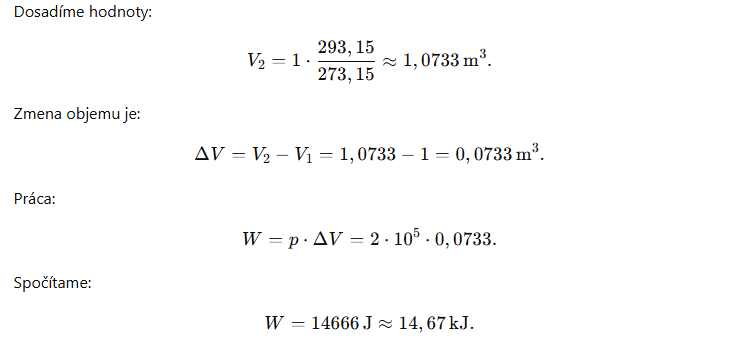 Dosadíme hodnoty:
V₂ = 1 · 293,15 / 273,15 ≈ 1,0733 m³.
Zmena objemu je:
ΔV = V₂ − V₁ = 1,0733 − 1 = 0,0733 m³.
Práca:
W = p · ΔV = 2 · 10⁵ · 0,0733.
Spočítame:
W = 14666 J ≈ 14,67 kJ.